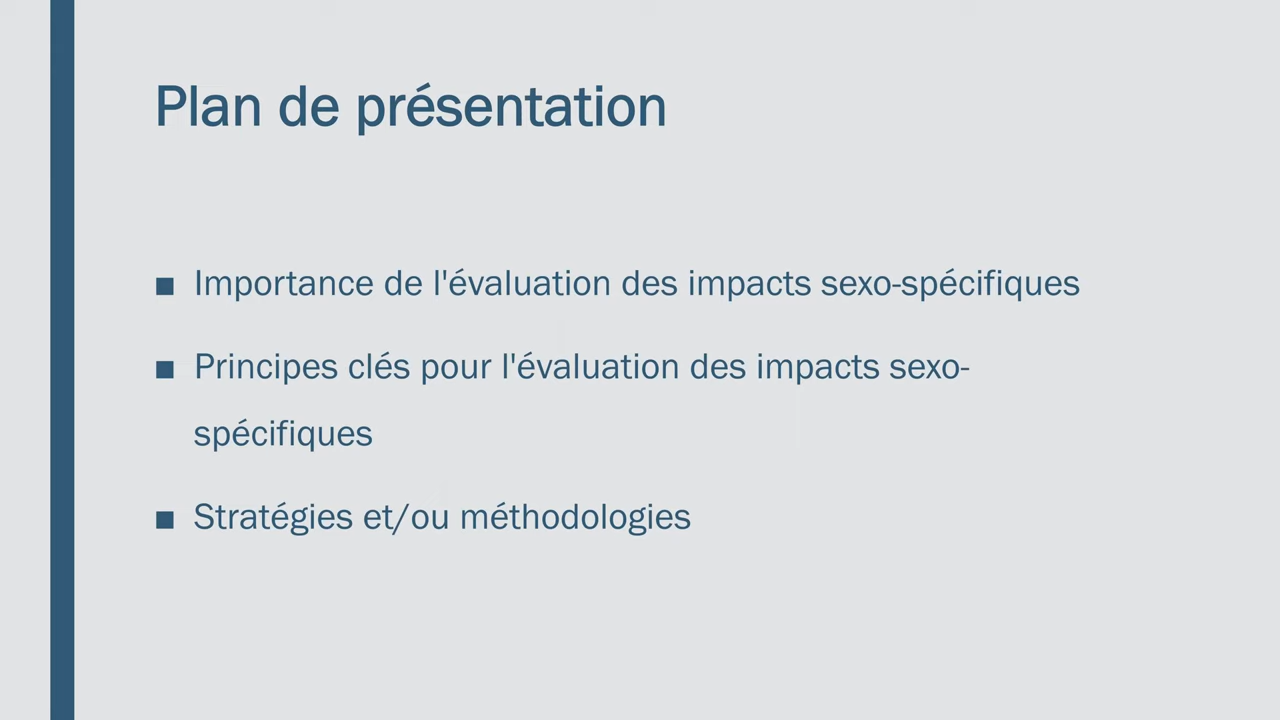 Plan de présentation
■ Importance de l'évaluation des impacts sexo-spécifiques
■ Principes clés pour l'évaluation des impacts sexo-
spécifiques
■ Stratégies et/ou méthodologies